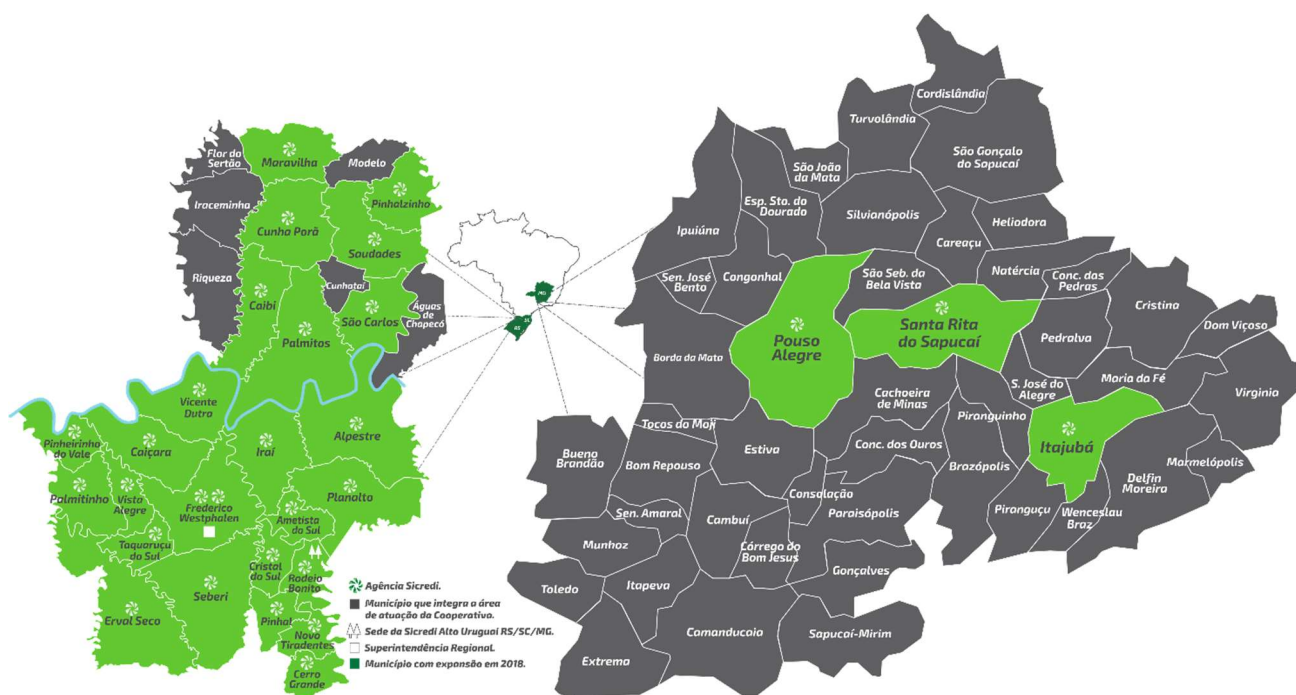 Flor do
Sertão
Maravilha
Modelo
Iraceminha
Pinhalzinho
Cunha Porã
Saudades
Riqueza
Cunhataí
Caibi
São Carlos
Águas
de
Chapecó
Palmitos
Vicente
Dutra
Pinheirinho
do Vale
Caiçara
Iraí
Alpestre
Palmitinho
Vista
Alegre
Frederico
Westphalen
Planalto
Ametista
do Sul
Taquaruçu
do Sul
Cristal
do Sul
Rodeio
Bonito
Seberi
Erval Seco
Pinhal
Novo
Tiradentes
Cerro
Grande
MG
SC
RS
Agência Sicredi.
Município que integra a área
de atuação da Cooperativa.
Sede da Sicredi Alto Uruguai RS/SC/MG.
Superintendência Regional.
Município com expansão em 2018.
Cordislândia
Turvolândia
São Gonçalo
do Sapucaí
São João
da Mata
Esp. Sto. do
Dourado
Silvianópolis
Heliodora
Ipuiúna
Careaçu
Sen. José
Bento
Congonhal
São Seb. da
Bela Vista
Natércia
Conc. das
Pedras
Cristina
Dom Viçoso
Pouso
Alegre
Santa Rita
do Sapucaí
Pedralva
Borda da Mata
S. José do
Alegre
Maria da Fé
Virginia
Cachoeira
de Minas
Piranguinho
Tocos do Moji
Itajubá
Bueno
Brandão
Bom Repouso
Estiva
Conc. dos Ouros
Brazópolis
Marmelópolis
Delfin
Moreira
Consolação
Paraisópolis
Piranguçu
Wenceslau
Braz
Sen. Amaral
Cambuí
Munhoz
Córrego do
Bom Jesus
Toledo
Itapeva
Gonçalves
Camanducaia
Sapucaí-Mirim
Extrema